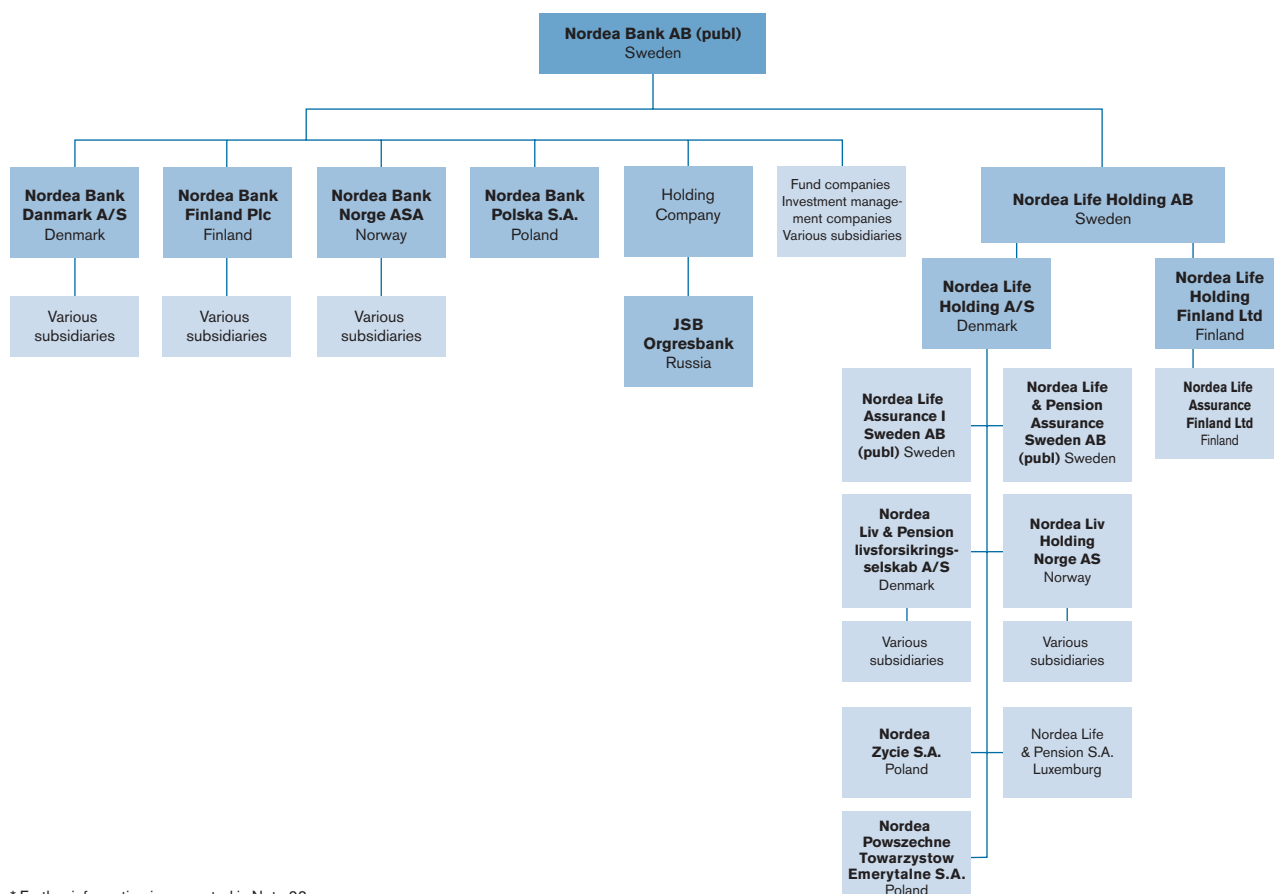 Nordea Bank AB (publ)
Sweden
Nordea Bank
Danmark A/S
Denmark
Nordea Bank
Finland Plc
Finland
Nordea Bank
Norge ASA
Norway
Nordea Bank
Polska S.A.
Poland
Holding
Company
Fund companies
Investment manage-
ment companies
Various subsidiaries
Nordea Life Holding AB
Sweden
Various
subsidiaries
Various
subsidiaries
Various
subsidiaries
JSB
Orgresbank
Russia
Nordea Life
Holding A/S
Denmark
Nordea Life
Holding
Finland Ltd
Finland
Nordea Life
Assurance I
Sweden AB
(publ) Sweden
Nordea Life
& Pension
Assurance
Sweden AB
(publ) Sweden
Nordea Life
Assurance
Finland Ltd
Finland
Nordea
Liv & Pension
livsforsikrings-
selskab A/S
Denmark
Nordea Liv
Holding
Norge AS
Norway
Various
subsidiaries
Various
subsidiaries
Nordea
Zycie S.A.
Poland
Nordea Life
& Pension S.A.
Luxemburg
Nordea
Powszechne
Towarzystow
Emerytalne S.A.
Poland